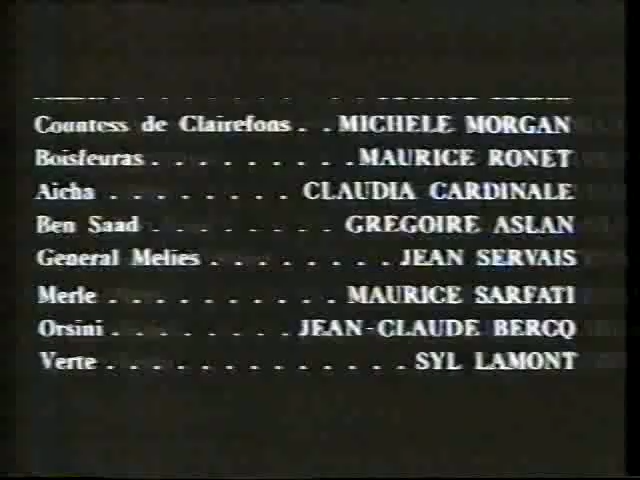 Countess de Clairefons . . MICHELE MORGAN
Boisfeuras . . . . . . . . . MAURICE RONET
Aicha . . . . . . . . CLAUDIA CARDINALE
Ben Saad . . . . . . . . GREGOIRE ASLAN
General Melies . . . . . . . . JEAN SERVAIS
Merle . . . . . . . . . . MAURICE SARFATI
Orsini . . . . . . . . JEAN-CLAUDE BERCQ
Verte . . . . . . . . . . . . . SYL LAMONT